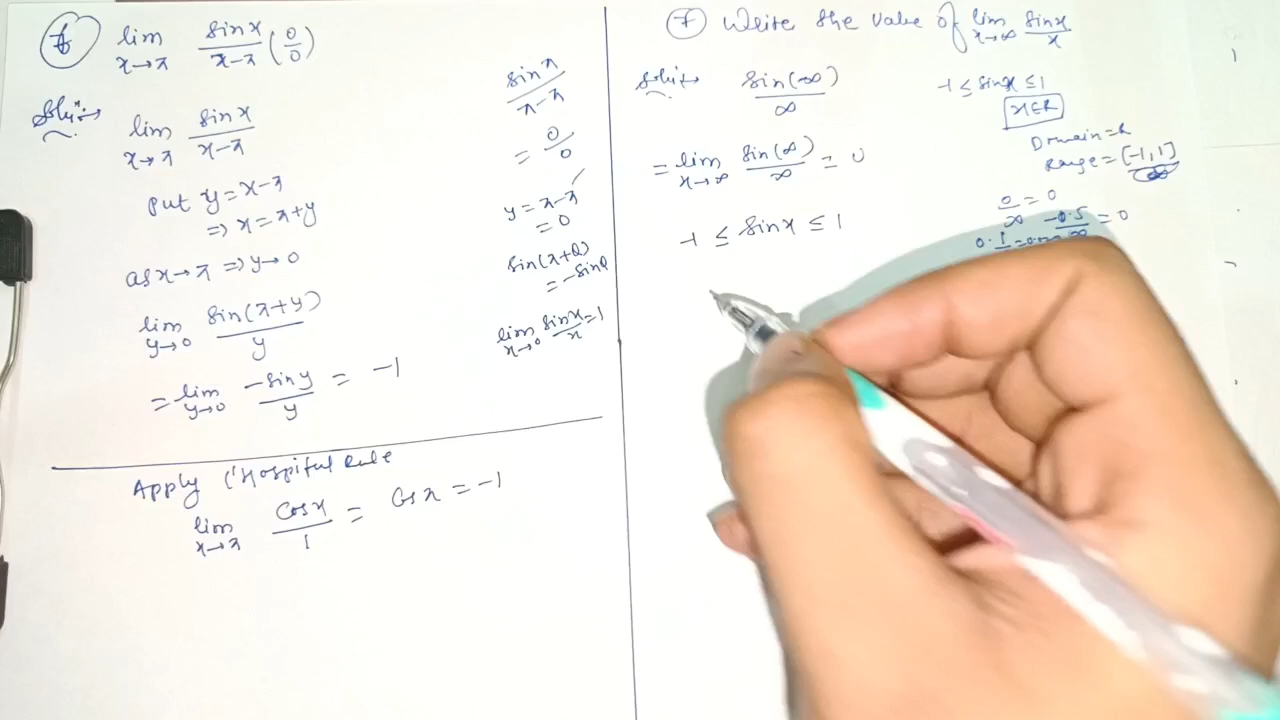 6 lim x→π sinx/x-π (0/0)
Solu:→ lim x→π sinx/x-π
put y = x-π
⇒ x = π+y
as x→π ⇒ y→0
lim y→0 sin(π+y)/y
= lim y→0 -siny/y = -1
sinπ/π-π
= 0/0
y = π-π
= 0
sin(π+θ)
= -sinθ
lim x→0 sinx/x = 1
Apply L'Hospital Rule
lim x→π cosx/1 = cosπ = -1
7 Write the value of lim x→∞ sinx/x
Solu:→ sin(∞)/∞
= lim x→∞ sin(∞)/∞ = 0
-1 ≤ sinx ≤ 1
-1 ≤ sinx ≤ 1
x∈R
Domain = R
Range = [-1,1]
0/∞ = 0
-0.5/∞ = 0